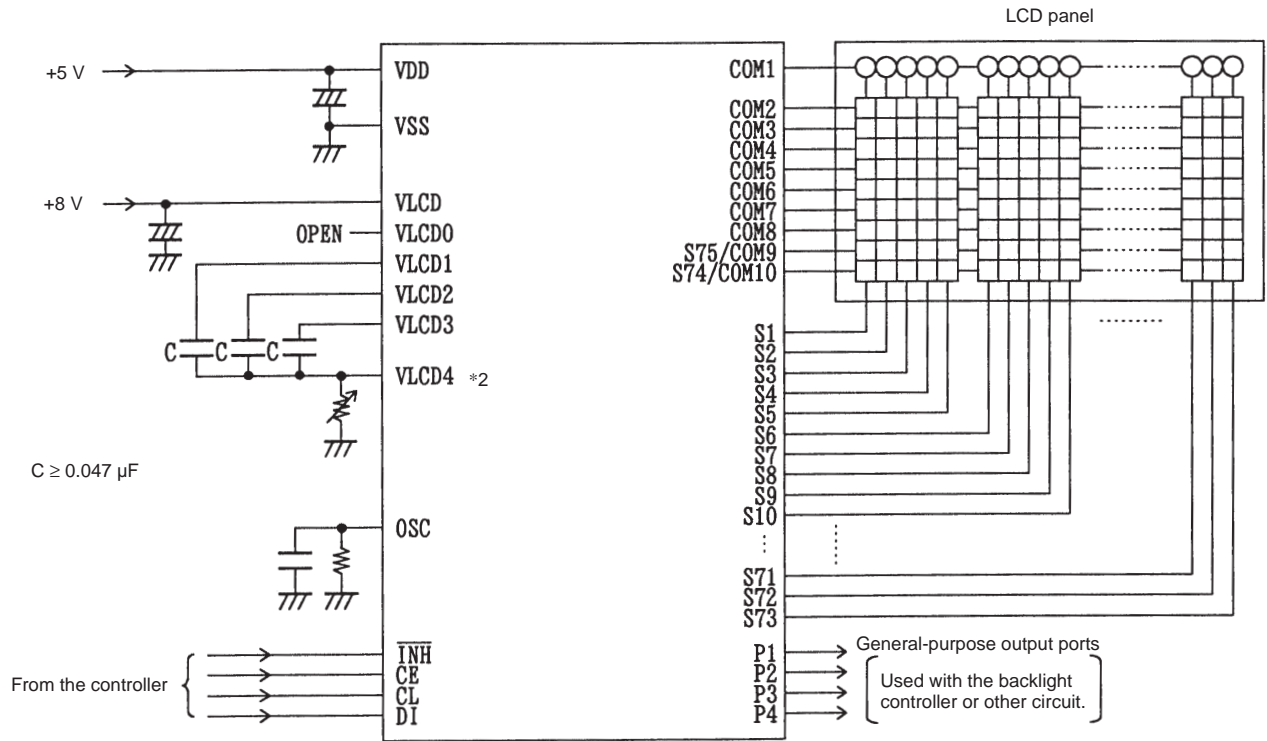 LCD panel
+5 V
VDD
VSS
+8 V
VLCD
OPEN
VLCD0
VLCD1
VLCD2
VLCD3
C
C
C
VLCD4 *2
C ≥ 0.047 µF
OSC
From the controller
INH
CE
CL
DI
COM1
COM2
COM3
COM4
COM5
COM6
COM7
COM8
S75/COM9
S74/COM10
S1
S2
S3
S4
S5
S6
S7
S8
S9
S10
S71
S72
S73
P1
P2
P3
P4
General-purpose output ports
Used with the backlight
controller or other circuit.